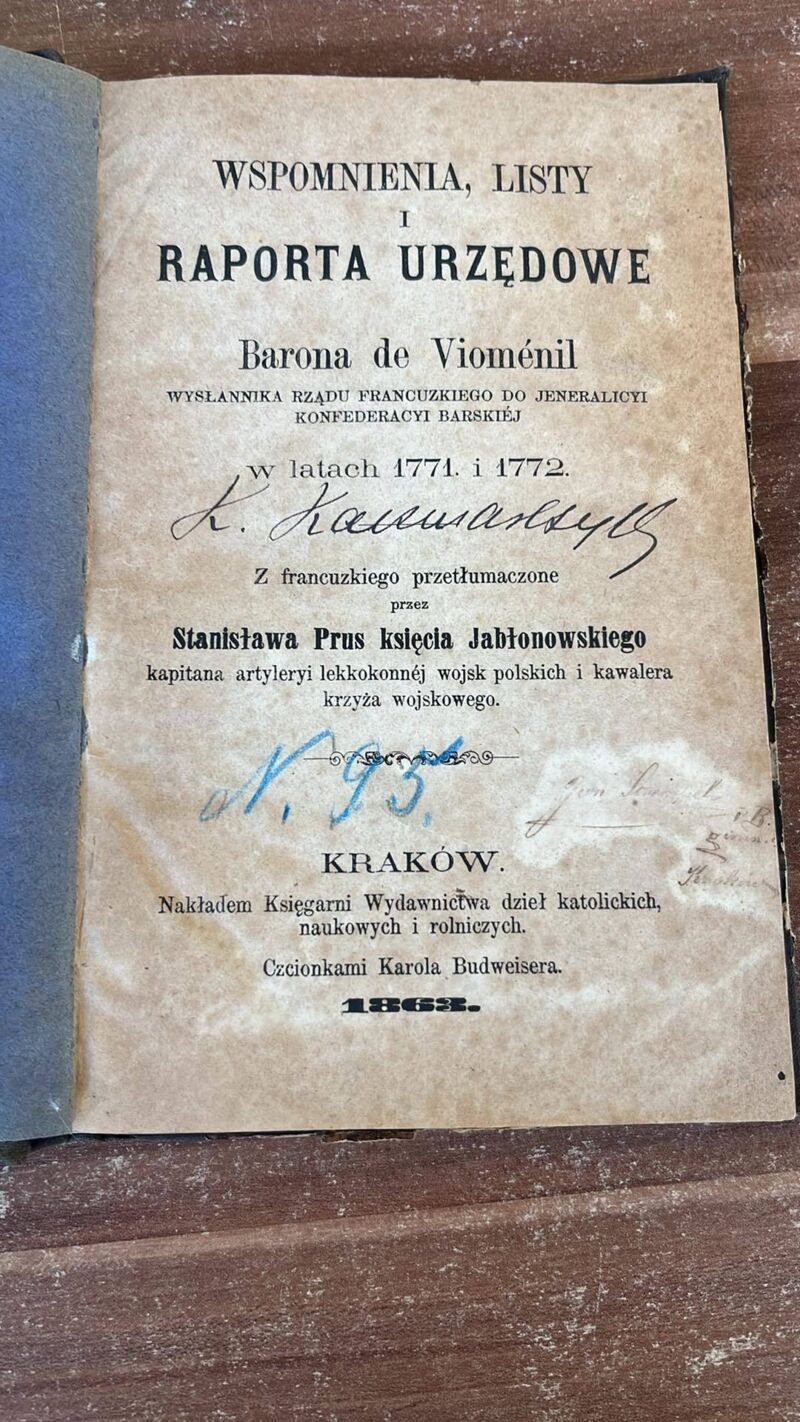 WSPOMNIENIA, LISTY
I
RAPORTA URZĘDOWE
Barona de Vioménil
WYSŁANNIKA RZĄDU FRANCUZKIEGO DO JENERALICYI
KONFEDERACYI BARSKIÉJ
w latach 1771. i 1772.
K.
Z francuzkiego przetłumaczone
przez
Stanisława Prus księcia Jabłonowskiego
kapitana artyleryi lekkokonnéj wojsk polskich i kawalera
krzyża wojskowego.
N. 95.
KRAKÓW.
Nakładem Księgarni Wydawnictwa dzieł katolickich,
naukowych i rolniczych.
Czcionkami Karola Budweisera.
1863.